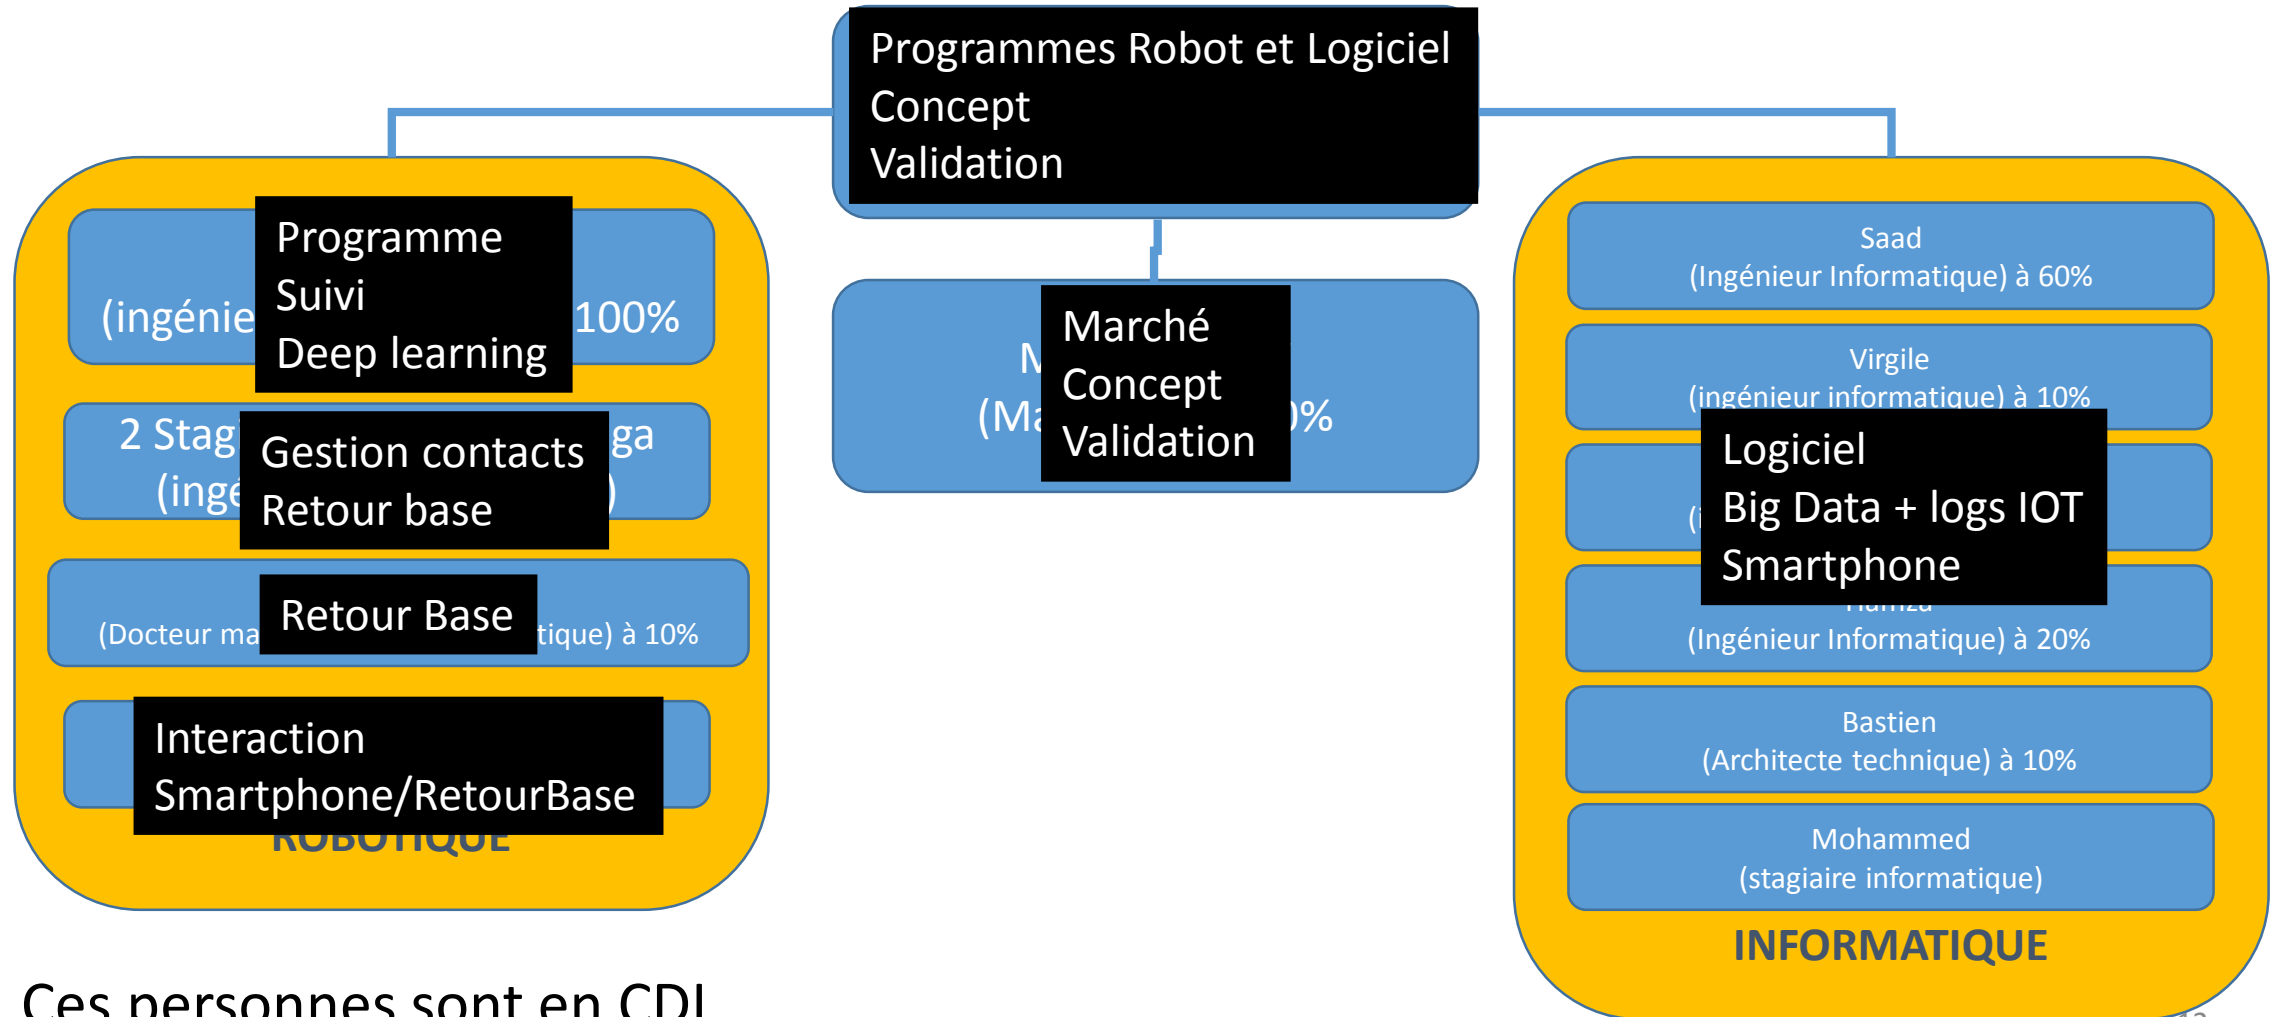 Programmes Robot et Logiciel
Concept
Validation
Programme
Suivi
Deep learning
(ingénie
100%
2 Stag
ga
(ingé
)
Gestion contacts
Retour base
Retour Base
(Docteur ma
tique) à 10%
Interaction
Smartphone/RetourBase
ROBOTIQUE
Marché
Concept
Validation
M
(Ma
0%
Saad
(Ingénieur Informatique) à 60%
Virgile
(ingénieur informatique) à 10%
Logiciel
Big Data + logs IOT
Smartphone
Hamza
(Ingénieur Informatique) à 20%
Bastien
(Architecte technique) à 10%
Mohammed
(stagiaire informatique)
INFORMATIQUE
Ces personnes sont en CDI